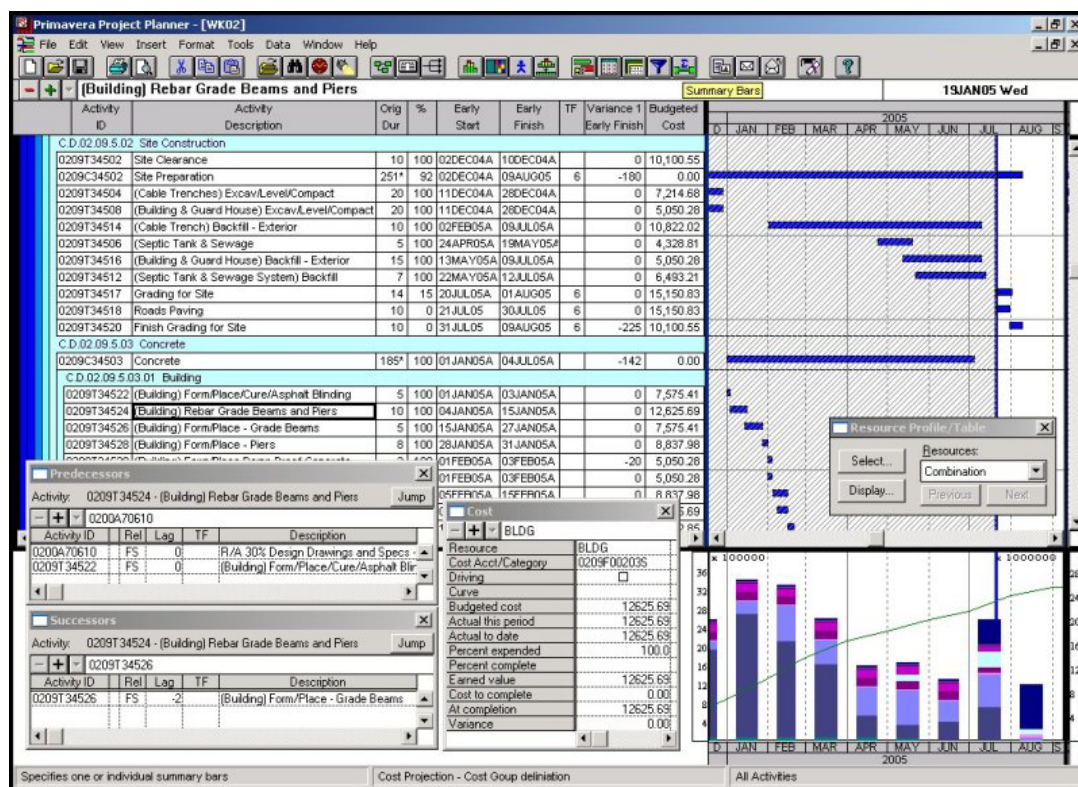 Primavera Project Planner - [WK02]
File Edit View Insert Format Tools Data Window Help
(Building) Rebar Grade Beams and Piers
Summary Bars
19JAN05 Wed
Activity ID Activity Description Orig Dur % Early Start Early Finish TF Variance 1 Early Finish Budgeted Cost
2005
D JAN FEB MAR APR MAY JUN JUL AUG S
C.D.02.09.5.02 Site Construction
0209T34502 Site Clearance 10 100 02DEC04A 10DEC04A 0 10,100.55
0209C34502 Site Preparation 251* 92 02DEC04A 09AUG05 6 -180 0.00
0209T34504 (Cable Trenches) Excav/Level/Compact 20 100 11DEC04A 28DEC04A 0 7,214.68
0209T34508 (Building & Guard House) Excav/Level/Compact 20 100 11DEC04A 28DEC04A 0 5,050.28
0209T34514 (Cable Trench) Backfill - Exterior 10 100 02FEB05A 09JUL05A 0 10,822.02
0209T34506 (Septic Tank & Sewage) 5 100 24APR05A 19MAY05A 0 4,328.81
0209T34516 (Building & Guard House) Backfill - Exterior 15 100 13MAY05A 09JUL05A 0 5,050.28
0209T34512 (Septic Tank & Sewage System) Backfill 7 100 22MAY05A 12JUL05A 0 6,493.21
0209T34517 Grading for Site 14 15 20JUL05A 01AUG05 6 0 15,150.83
0209T34518 Roads Paving 10 0 21JUL05 30JUL05 6 0 15,150.83
0209T34520 Finish Grading for Site 10 0 31JUL05 09AUG05 6 -225 10,100.55
C.D.02.09.5.03 Concrete
0209C34503 Concrete 185* 100 01JAN05A 04JUL05A -142 0.00
C.D.02.09.5.03.01 Building
0209T34522 (Building) Form/Place/Cure/Asphalt Blinding 5 100 01JAN05A 03JAN05A 0 7,575.41
0209T34524 (Building) Rebar Grade Beams and Piers 10 100 04JAN05A 15JAN05A 0 12,625.69
0209T34526 (Building) Form/Place - Grade Beams 5 100 15JAN05A 27JAN05A 0 7,575.41
0209T34528 (Building) Form/Place - Piers 8 100 28JAN05A 31JAN05A 0 8,837.98
01FEB05A 03FEB05A -20 5,050.28
01FEB05A 03FEB05A 0 5,050.28
05FEB05A 15FEB05A 0 8,837.98
Resource Profile/Table
Select...
Resources:
Combination
Display...
Previous Next
Predecessors
Activity: 0209T34524 - (Building) Rebar Grade Beams and Piers Jump
0200A70610
Activity ID Rel Lag TF Description
0200A70610 FS 0 R/A 30% Design Drawings and Specs -
0209T34522 FS 0 (Building) Form/Place/Cure/Asphalt Blir
Successors
Activity: 0209T34524 - (Building) Rebar Grade Beams and Piers Jump
0209T34526
Activity ID Rel Lag TF Description
0209T34526 FS -2 (Building) Form/Place - Grade Beams
Cost
BLDG
Resource BLDG
Cost Acct/Category 0209F00203S
Driving
Curve
Budgeted cost 12625.69
Actual this period 12625.69
Actual to date 12625.69
Percent expended 100.0
Percent complete
Earned value 12625.69
Cost to complete 0.00
At completion 12625.69
Variance 0.00
x 100000 x 1000000
36
32
28
24
20
16
12
8
4
28
24
20
16
12
8
4
D JAN FEB MAR APR MAY JUN JUL AUG S
2005
Specifies one or individual summary bars
Cost Projection - Cost Goup deliniation
All Activities